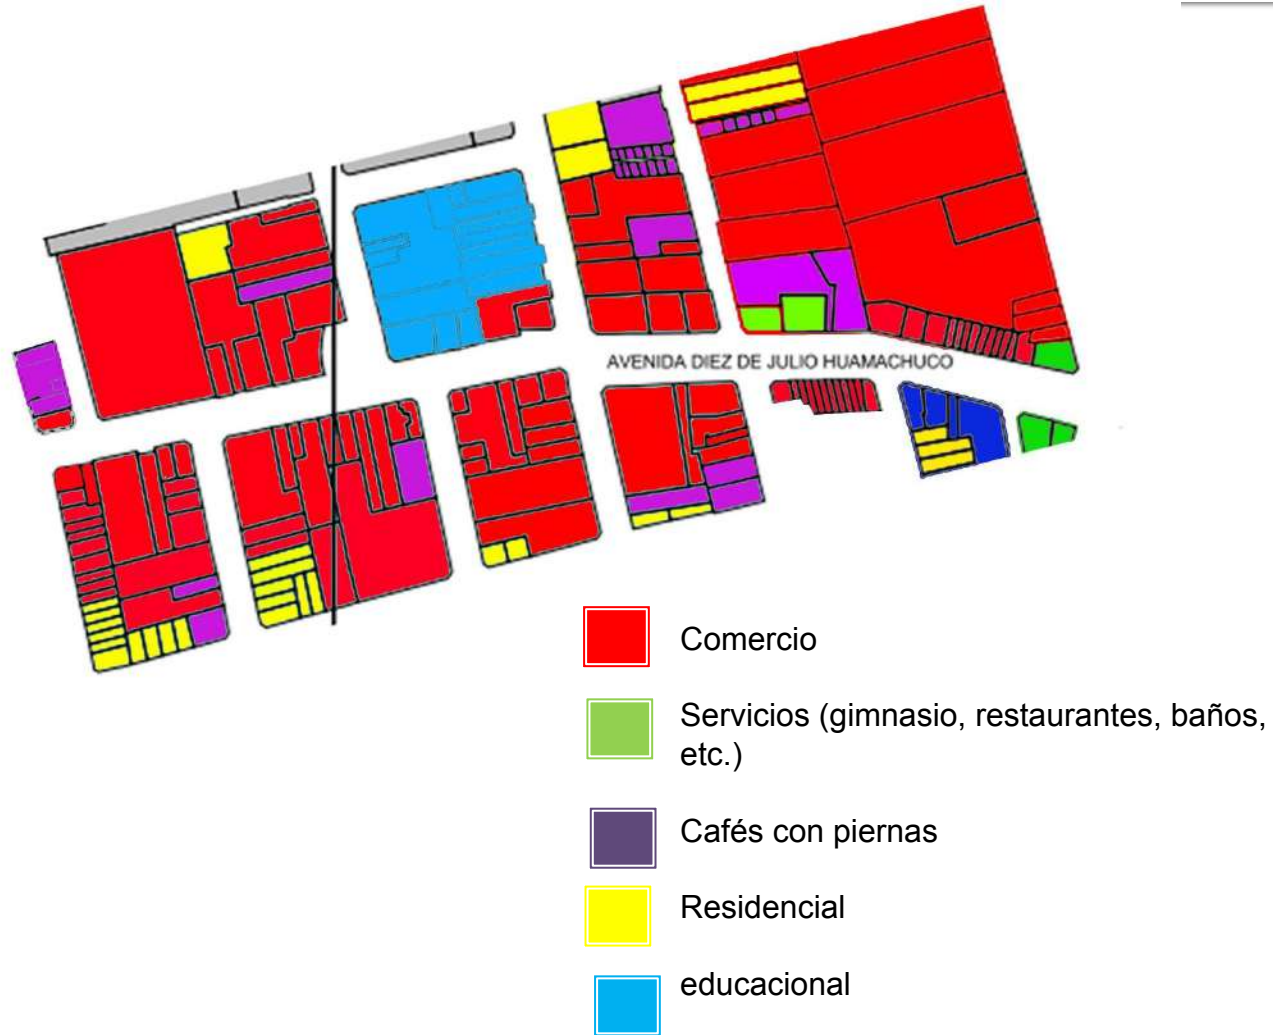 AVENIDA DIEZ DE JULIO HUAMACHUCO
Comercio
Servicios (gimnasio, restaurantes, baños,
etc.)
Cafés con piernas
Residencial
educacional